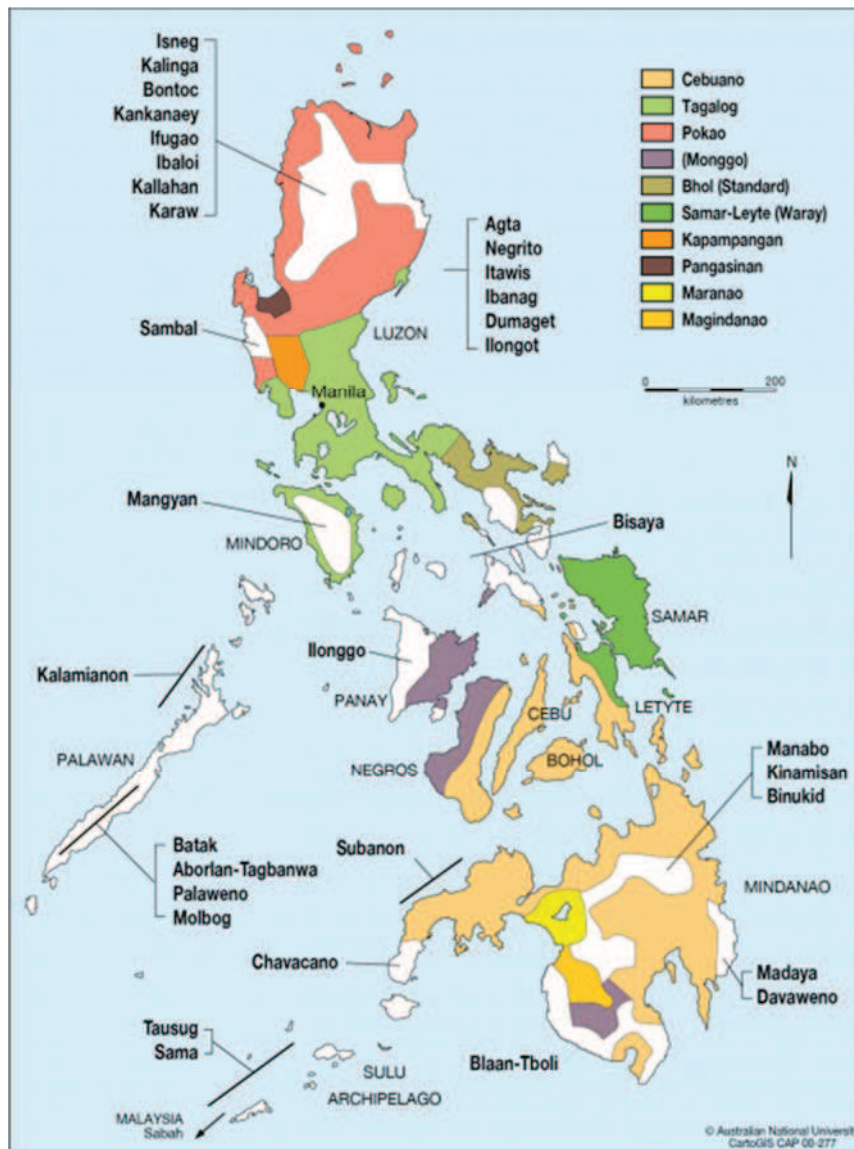 Isneg
Kalinga
Bontoc
Kankanaey
Ifugao
Ibaloi
Kallahan
Karaw
Cebuano
Tagalog
Pokao
(Monggo)
Bhol (Standard)
Samar-Leyte (Waray)
Kapampangan
Pangasinan
Maranao
Magindanao
Agta
Negrito
Itawis
Ibanag
Dumaget
Ilongot
LUZON
Sambal
Manila
0 200
kilometres
N
Mangyan
MINDORO
Bisaya
SAMAR
Ilonggo
Kalamianon
PANAY
CEBU
LETYTE
PALAWAN
NEGROS
BOHOL
Manabo
Kinamisan
Binukid
Batak
Aborlan-Tagbanwa
Palaweno
Molbog
Subanon
MINDANAO
Chavacano
Madaya
Davaweno
Tausug
Sama
Blaan-Tboli
SULU
ARCHIPELAGO
MALAYSIA
Sabah
© Australian National Universit
CartoGIS CAP 00-277